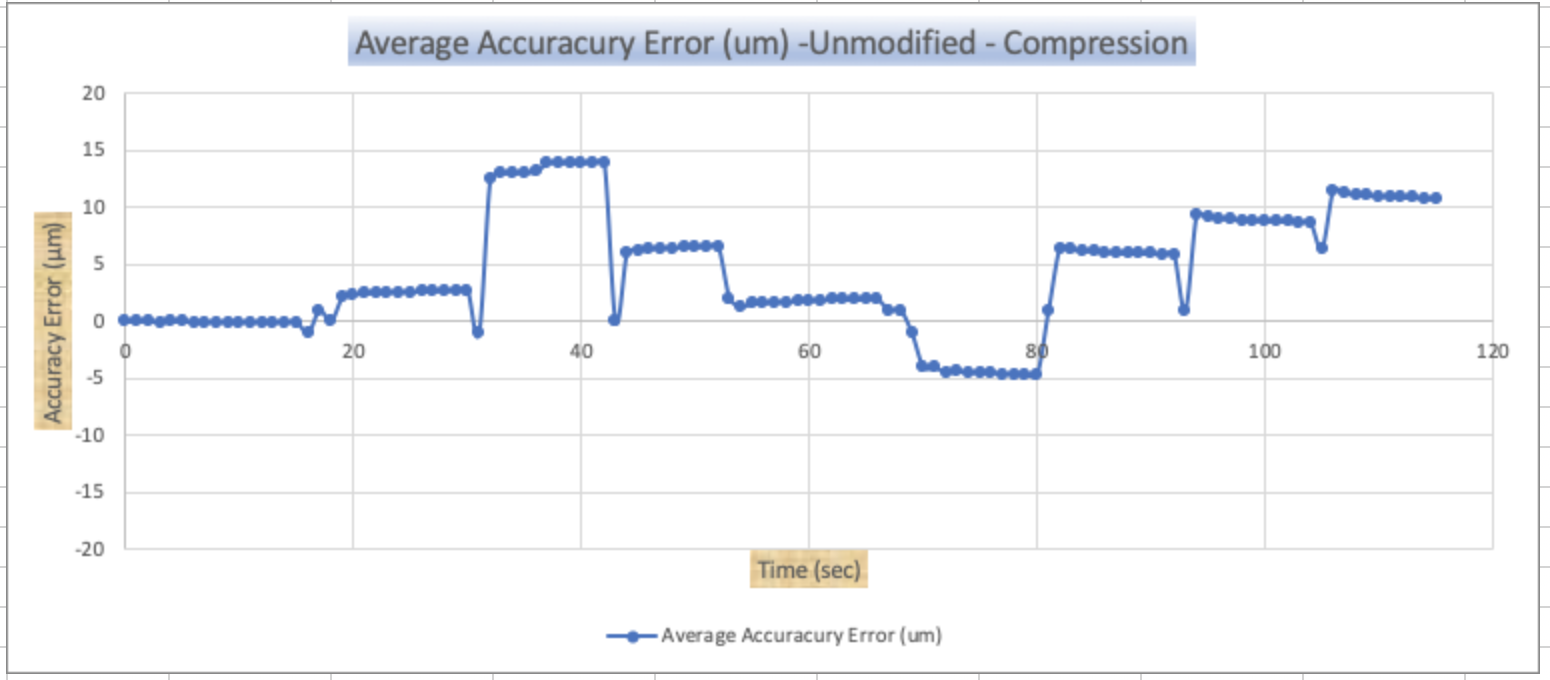 Average Accuracury Error (um) -Unmodified - Compression
20
15
10
5
0
-5
-10
-15
-20
0 20 40 60 80 100 120
Accuracy Error (µm)
Time (sec)
Average Accuracury Error (um)